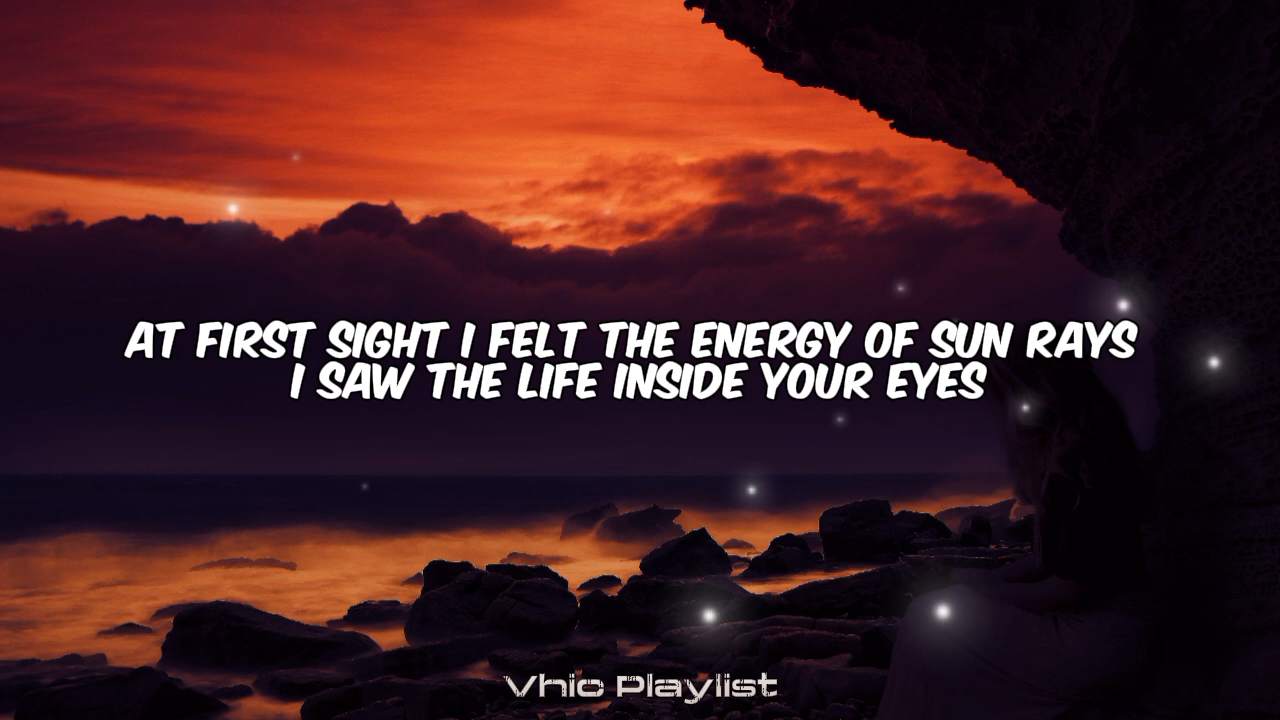 AT FIRST SIGHT I FELT THE ENERGY OF SUN RAYS
I SAW THE LIFE INSIDE YOUR EYES
Vhio Playlist